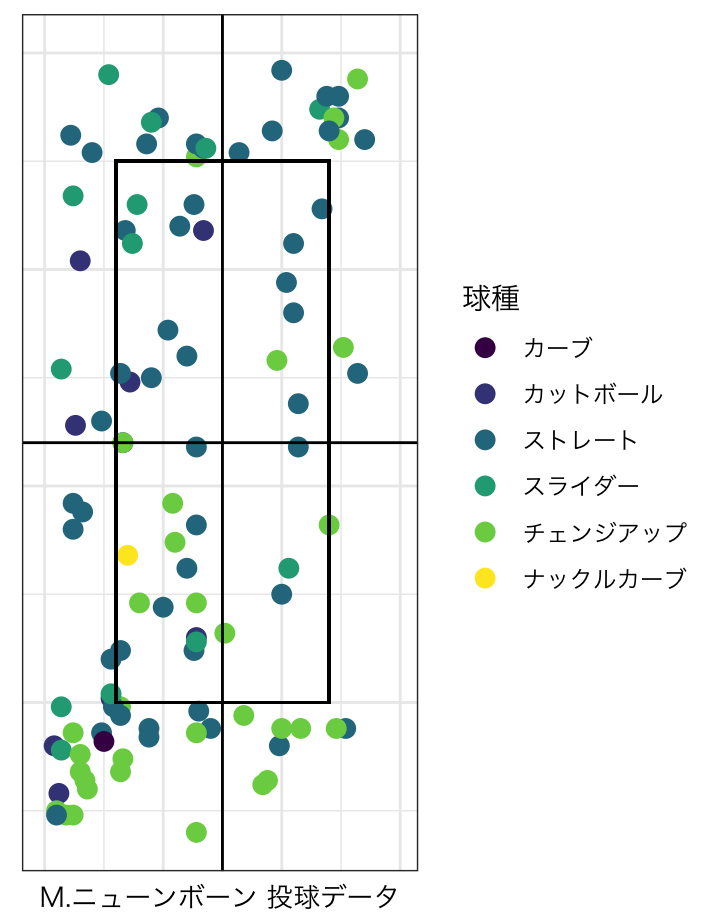 球種
カーブ
カットボール
ストレート
スライダー
チェンジアップ
ナックルカーブ
M.ニューンボーン 投球データ